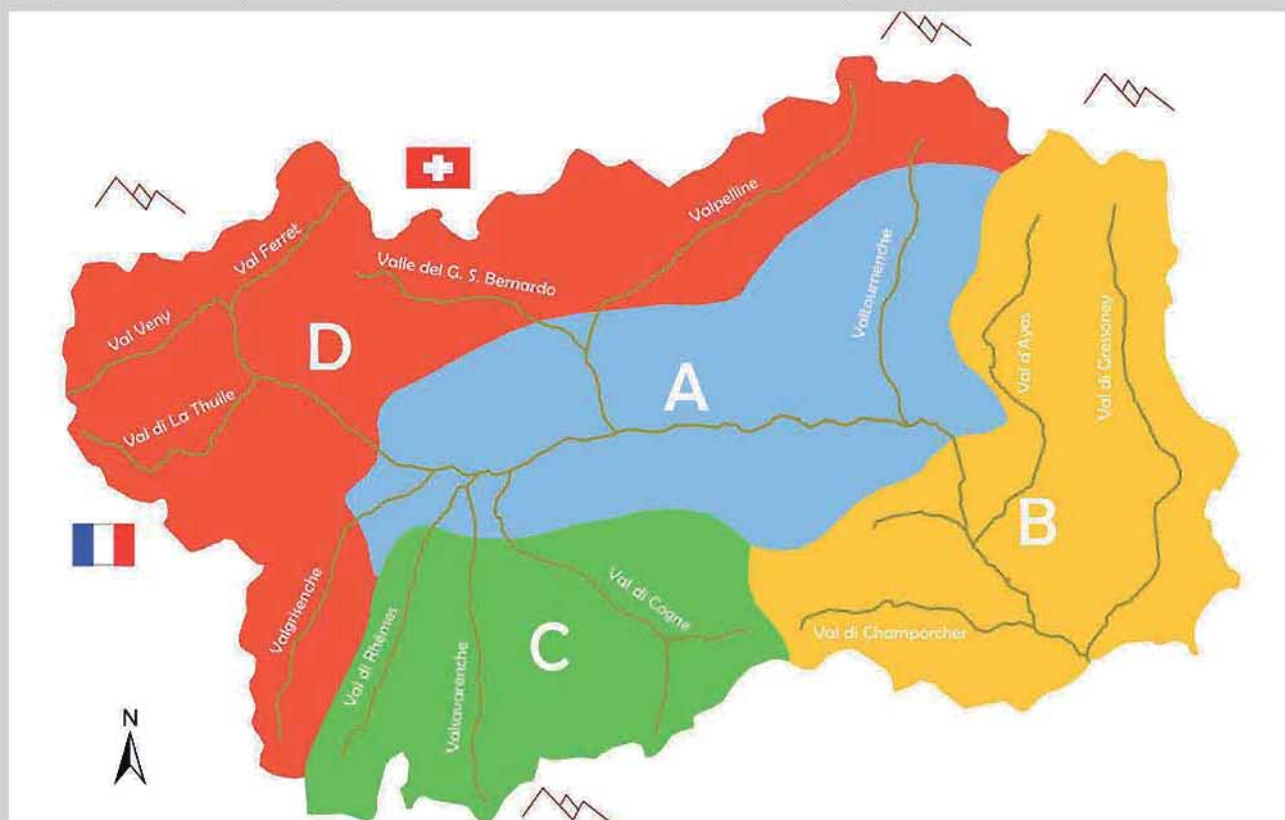 Valpelline
Val Ferret
Valle del G. S. Bernardo
Valtournenche
Val Veny
D
A
Val d'Ayas
Val di Gressoney
Val di La Thuile
B
Valgrisenche
Val di Rhêmes
Valsavarenche
Val di Cogne
C
Val di Champorcher
N